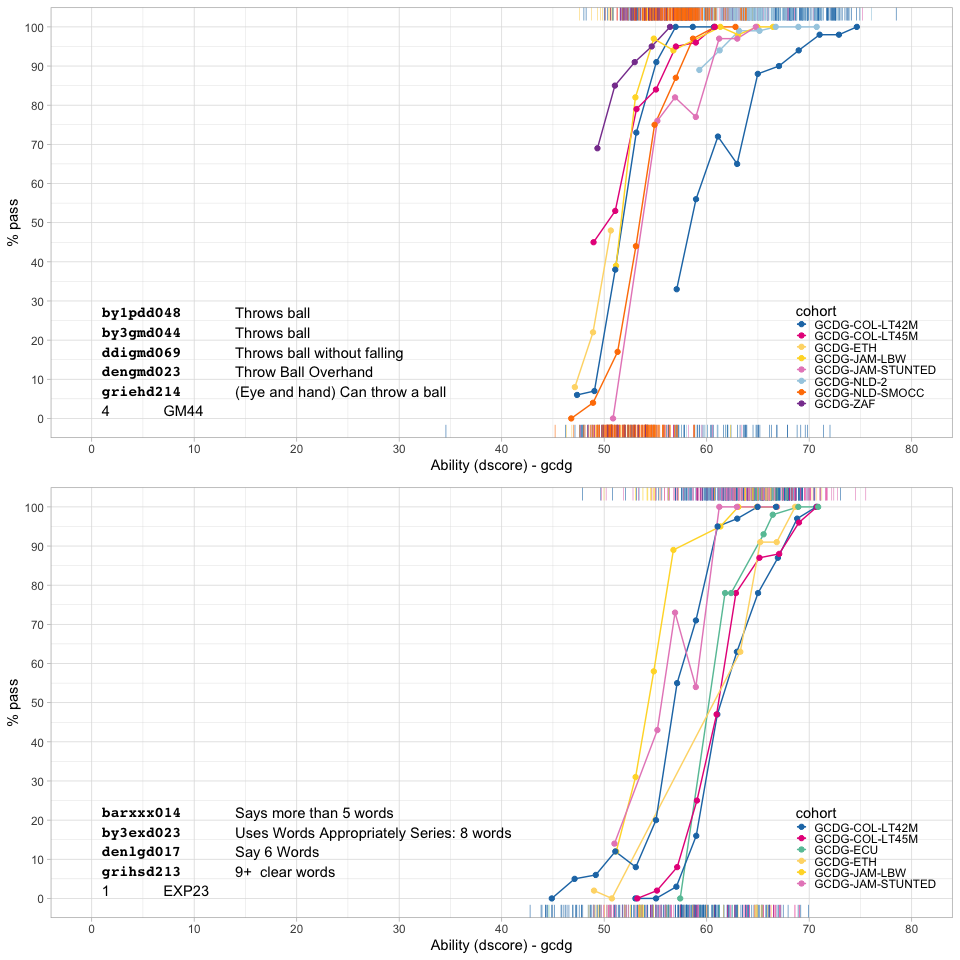 100
90
80
70
60
50
40
30
20
10
0
% pass
by1pdd048 Throws ball
by3gmd044 Throws ball
ddigmd069 Throws ball without falling
dengmd023 Throw Ball Overhand
griehd214 (Eye and hand) Can throw a ball
4 GM44
cohort
GCDG-COL-LT42M
GCDG-COL-LT45M
GCDG-ETH
GCDG-JAM-LBW
GCDG-JAM-STUNTED
GCDG-NLD-2
GCDG-NLD-SMOCC
GCDG-ZAF
0 10 20 30 40 50 60 70 80
Ability (dscore) - gcdg
100
90
80
70
60
50
40
30
20
10
0
% pass
barxxx014 Says more than 5 words
by3exd023 Uses Words Appropriately Series: 8 words
denlgd017 Say 6 Words
grihsd213 9+ clear words
1 EXP23
cohort
GCDG-COL-LT42M
GCDG-COL-LT45M
GCDG-ECU
GCDG-ETH
GCDG-JAM-LBW
GCDG-JAM-STUNTED
0 10 20 30 40 50 60 70 80
Ability (dscore) - gcdg